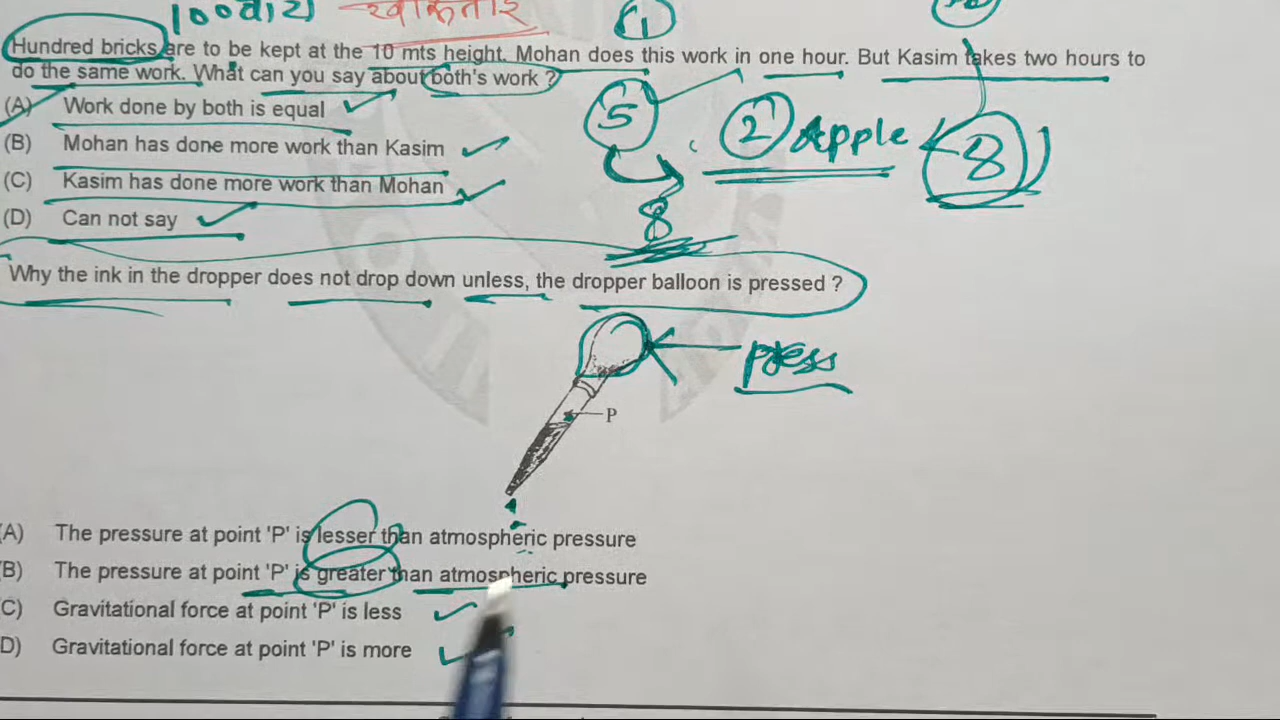 100वार स्वीकार
①
Hundred bricks are to be kept at the 10 mts height. Mohan does this work in one hour. But Kasim takes two hours to
do the same work. What can you say about both's work ?
(A) Work done by both is equal
(B) Mohan has done more work than Kasim
(C) Kasim has done more work than Mohan
(D) Can not say
5
2 Apple
8
8
Why the ink in the dropper does not drop down unless, the dropper balloon is pressed ?
press
P
(A) The pressure at point 'P' is lesser than atmospheric pressure
(B) The pressure at point 'P' is greater than atmospheric pressure
(C) Gravitational force at point 'P' is less
(D) Gravitational force at point 'P' is more